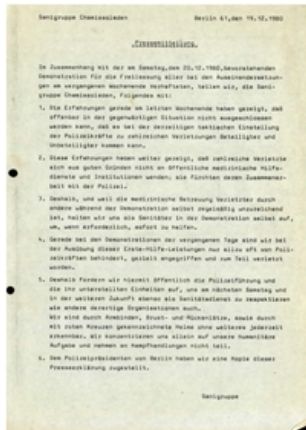 Sanigruppe Chemiesoladen Berlin 61,den 19.12.1980
Pressemitteilung.
Im Zusammenhang mit der am Samstag,dem 20.12.1980,bevorstehenden
Demonstration für die Freilassung aller bei den Auseinandersetzun-
gen am vergangenen Wochenende Verhafteten, teilen wir, die Sani-
gruppe Chemiesoladen, Folgendes mit:
1. Die Erfahrungen gerade am letzten Wochenende haben gezeigt, daß
offenbar in der gegenwärtigen Situation nicht ausgeschlossen
werden kann, daß es bei der derzeitigen taktischen Einstellung
der Polizeikräfte zu zahlreichen Verletzungen Beteiligter und
Unbeteiligter kommen kann.
2. Diese Erfahrungen haben weiter gezeigt, daß zahlreiche Verletzte
sich aus guten Gründen nicht an öffentliche medizinische Hilfs-
dienste und Institutionen wenden; sie fürchten deren Zusammenar-
beit mit der Polizei.
3. Deshalb, und weil die medizinische Betreuung Verletzter durch
andere während der Demonstration selbst regelmäßig unzureichend
ist, halten wir uns als Sanitäter in der Demonstration selbst auf,
um, wenn erforderlich, sofort zu helfen.
4. Gerade bei den Demonstrationen der vergangenen Tage sind wir bei
der Ausübung dieser Erste-Hilfe-Leistungen nur allzu oft von Poli-
zeikräften behindert, gezielt angegriffen und zum Teil verletzt
worden.
5. Deshalb fordern wir hiermit öffentlich die Polizeiführung und
die ihr unterstellten Einheiten auf, uns am nächsten Samstag und
in der weiteren Zukunft ebenso als Sanitätsdienst zu respektieren
wie andere derartige Organisationen auch.
Wir sind durch Armbinden, Brust- und Rückenlätze, sowie durch
mit roten Kreuzen gekennzeichnete Helme ohne weiteres jederzeit
erkennbar. Wir konzentrieren uns allein auf unsere humanitäre
Aufgabe und nehmen an Kampfhandlungen nicht teil.
6. Dem Polizeipräsidenten von Berlin haben wir eine Kopie dieser
Presseerklärung zugestellt.
Sanigruppe